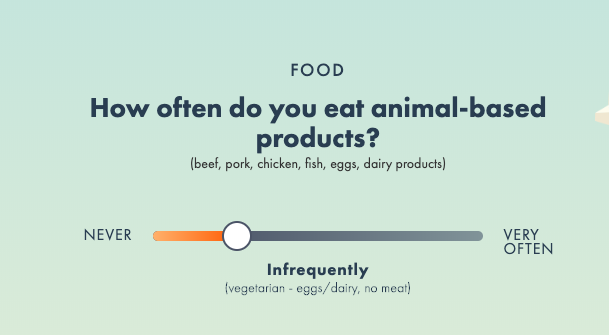 FOOD
How often do you eat animal-based
products?
(beef, pork, chicken, fish, eggs, dairy products)
NEVER
VERY
OFTEN
Infrequently
(vegetarian - eggs/dairy, no meat)